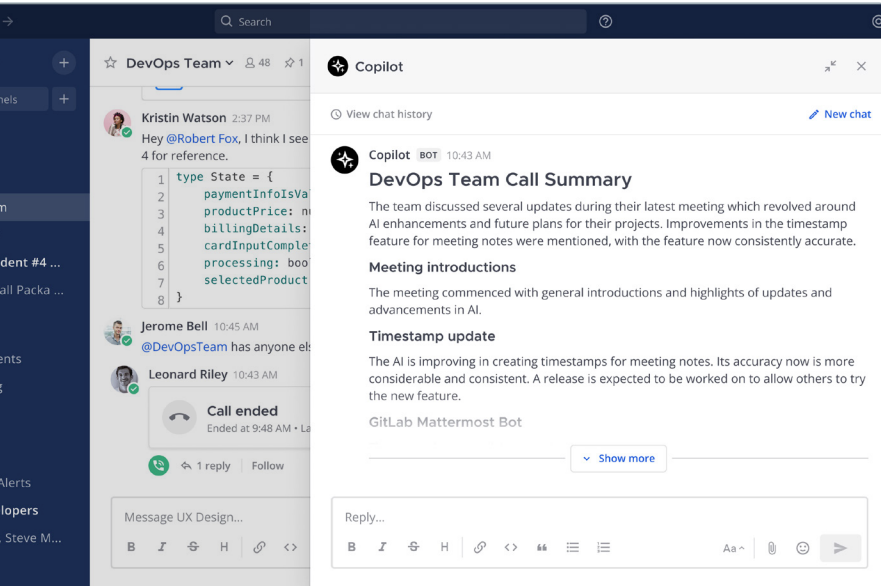 Search
nels
m
dent #4 ...
all Packa ...
ents
g
Alerts
lopers
, Steve M...
DevOps Team 48 1
Kristin Watson 2:37 PM
Hey @Robert Fox, I think I see
4 for reference.
1 type State = {
2 paymentInfoIsVa
3 productPrice: nu
4 billingDetails:
5 cardInputComplet
6 processing: bool
7 selectedProduct
8 }
Jerome Bell 10:45 AM
@DevOpsTeam has anyone els
Leonard Riley 10:43 AM
Call ended
Ended at 9:48 AM • La
1 reply Follow
Message UX Design...
B I S H
Copilot
View chat history New chat
Copilot BOT 10:43 AM
DevOps Team Call Summary
The team discussed several updates during their latest meeting which revolved around
AI enhancements and future plans for their projects. Improvements in the timestamp
feature for meeting notes were mentioned, with the feature now consistently accurate.
Meeting introductions
The meeting commenced with general introductions and highlights of updates and
advancements in AI.
Timestamp update
The AI is improving in creating timestamps for meeting notes. Its accuracy now is more
considerable and consistent. A release is expected to be worked on to allow others to try
the new feature.
GitLab Mattermost Bot
Show more
Reply...
B I S H Aa